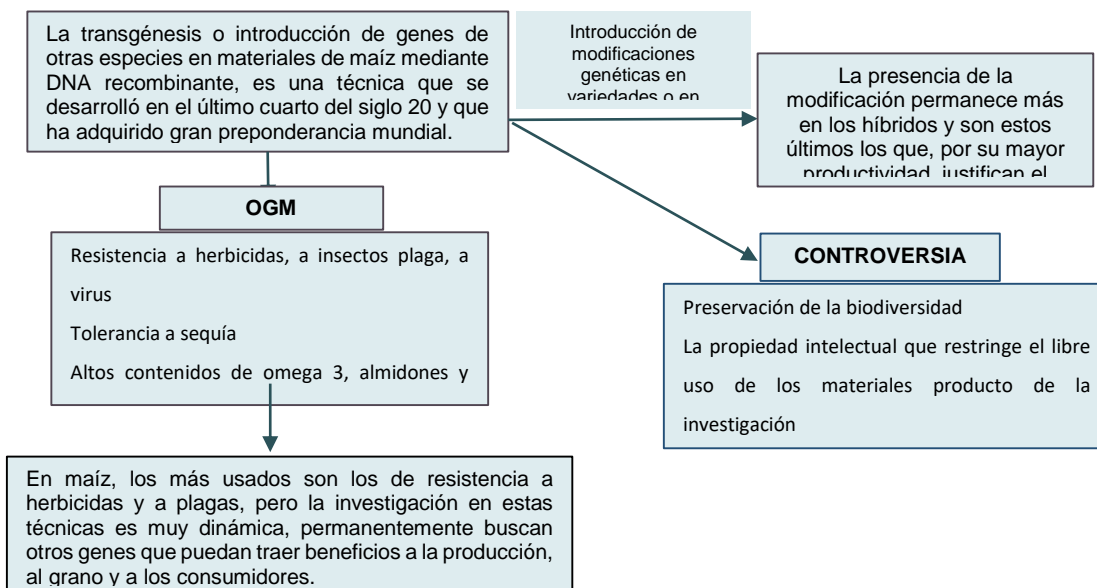 La transgénesis o introducción de genes de
otras especies en materiales de maíz mediante
DNA recombinante, es una técnica que se
desarrolló en el último cuarto del siglo 20 y que
ha adquirido gran preponderancia mundial.
Introducción de
modificaciones
genéticas en
variedades o en
La presencia de la
modificación permanece más
en los híbridos y son estos
últimos los que, por su mayor
productividad, justifican el
OGM
Resistencia a herbicidas, a insectos plaga, a
virus
Tolerancia a sequía
Altos contenidos de omega 3, almidones y
CONTROVERSIA
Preservación de la biodiversidad
La propiedad intelectual que restringe el libre
uso de los materiales producto de la
investigación
En maíz, los más usados son los de resistencia a
herbicidas y a plagas, pero la investigación en estas
técnicas es muy dinámica, permanentemente buscan
otros genes que puedan traer beneficios a la producción,
al grano y a los consumidores.